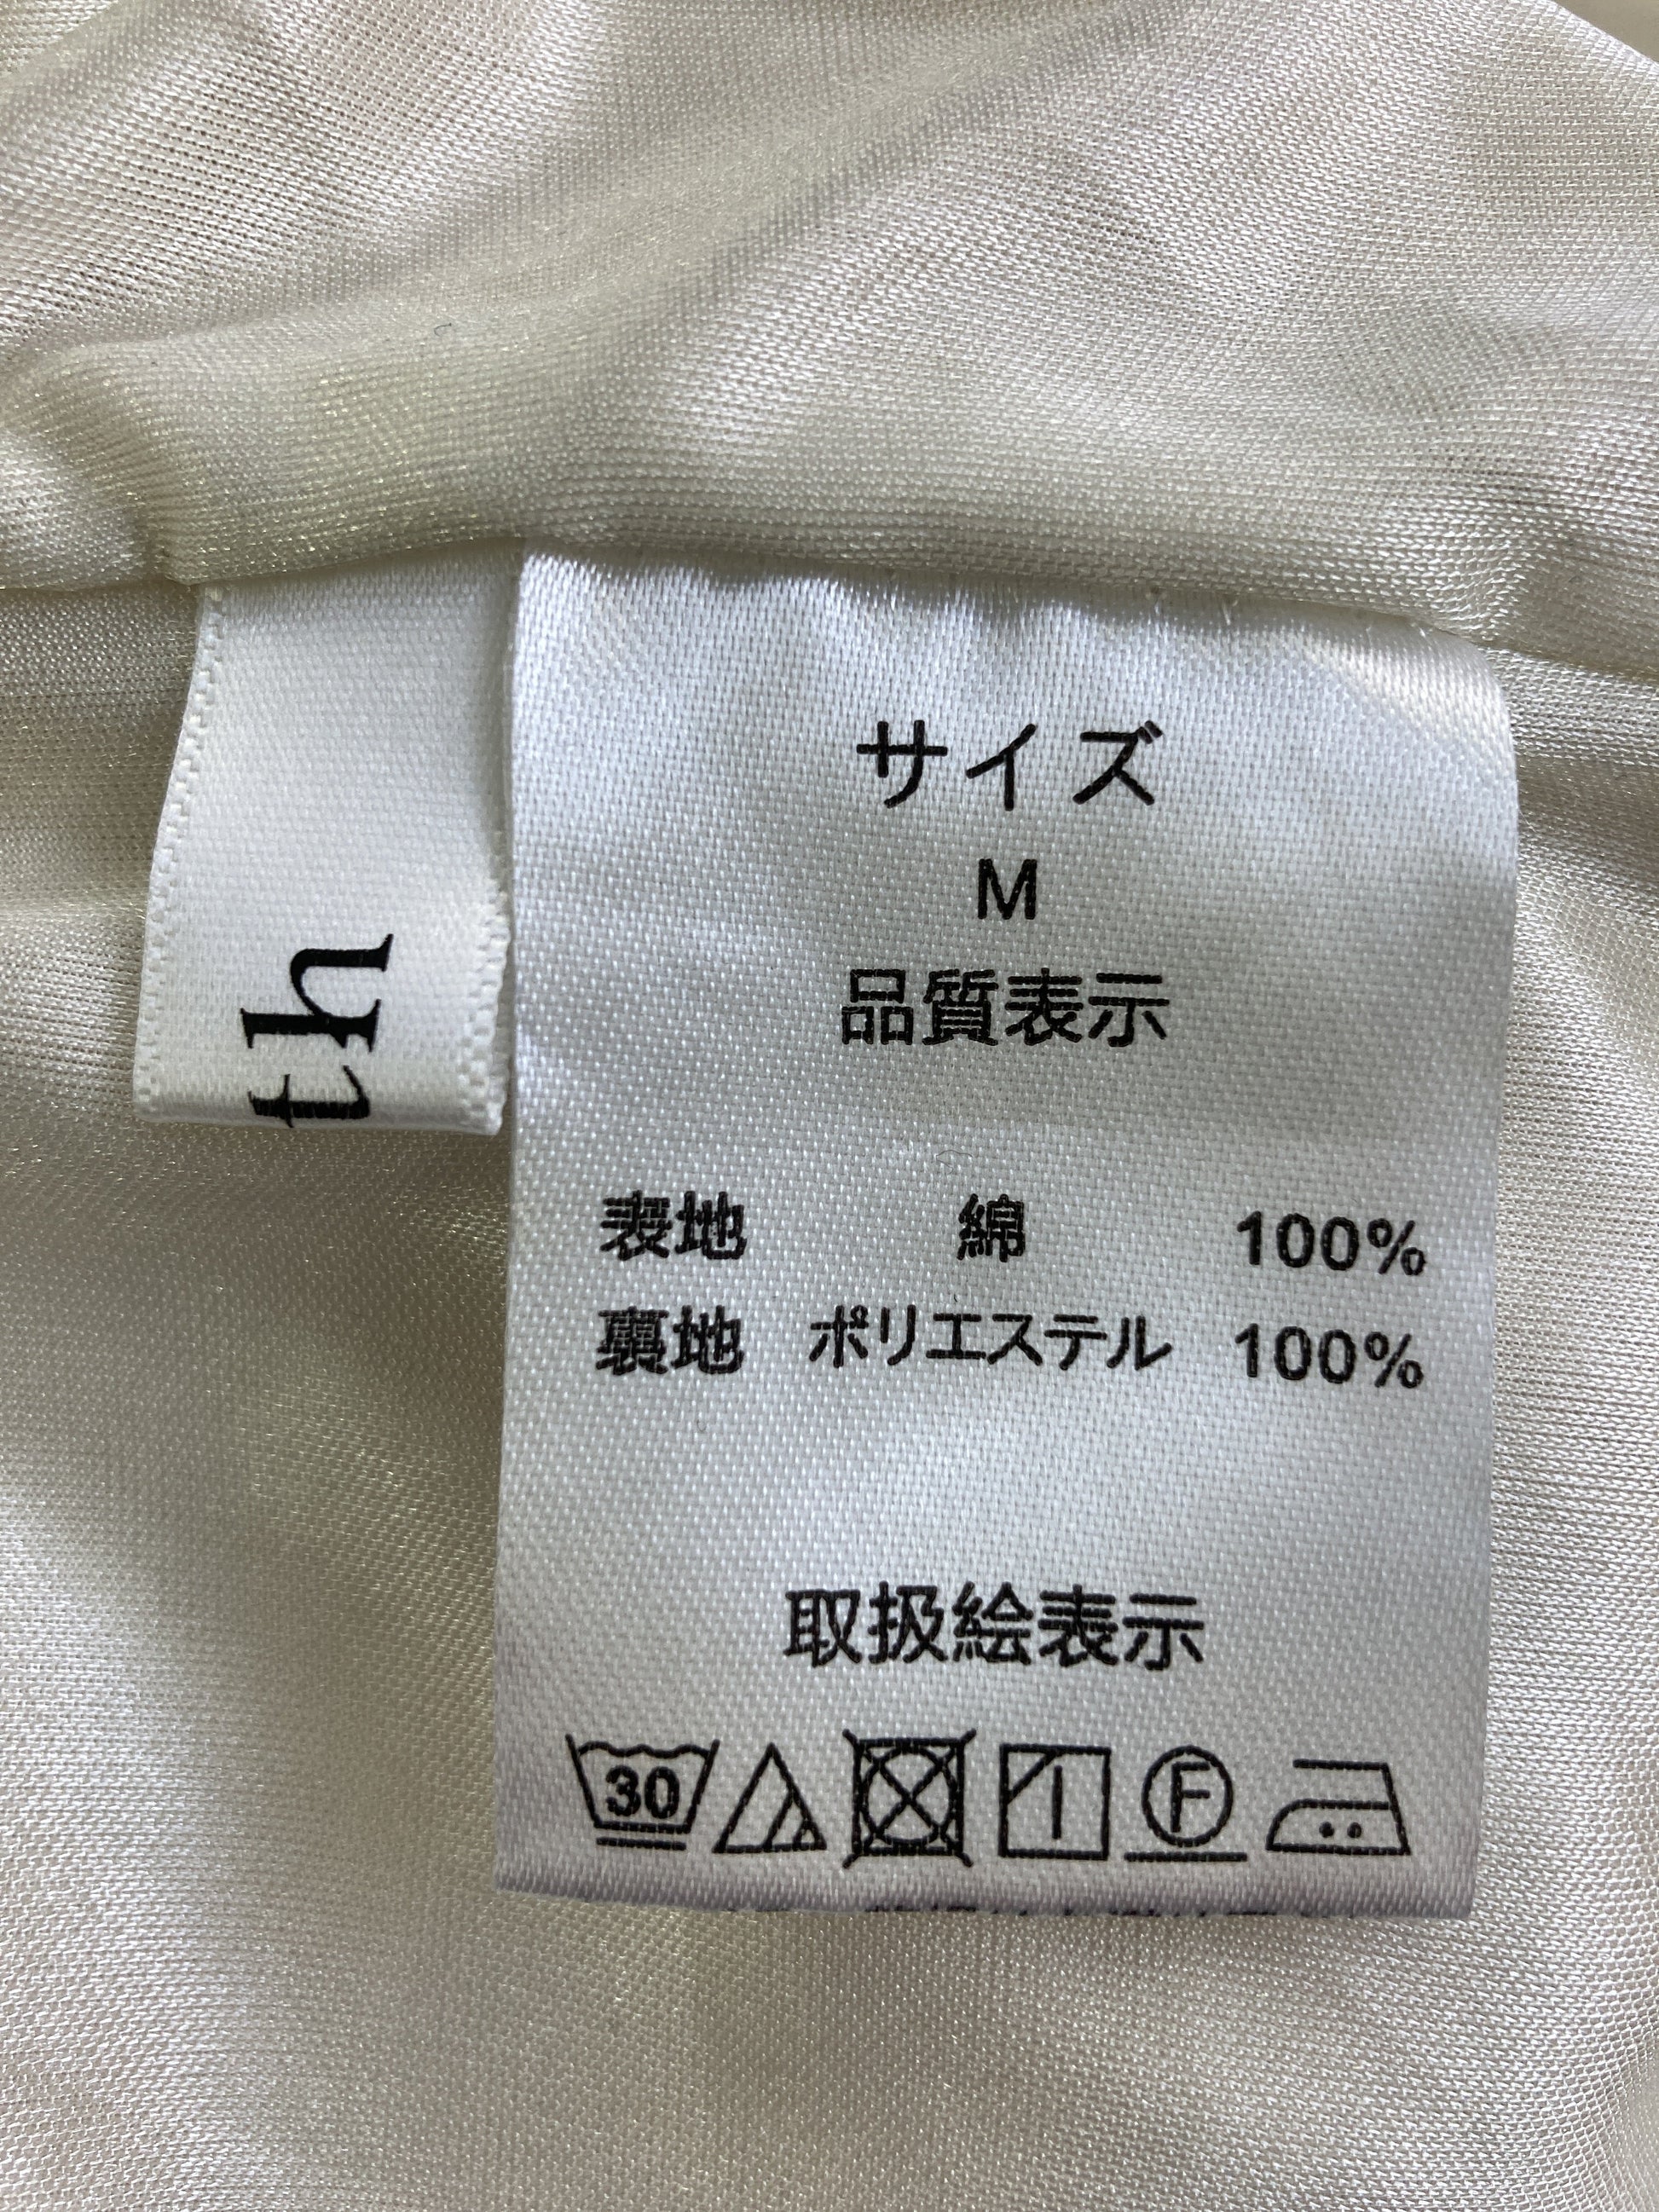 th
サイズ
M
品質表示
表地 綿 100%
裏地 ポリエステル 100%
取扱絵表示
30
F